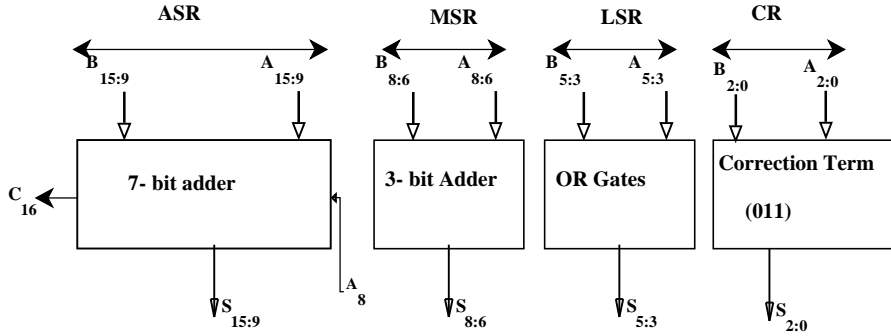 ASR MSR LSR CR
B 15:9 A 15:9 B 8:6 A 8:6 B 5:3 A 5:3 B 2:0 A 2:0
7- bit adder 3- bit Adder OR Gates Correction Term
(011)
C 16
A 8
S 15:9 S 8:6 S 5:3 S 2:0